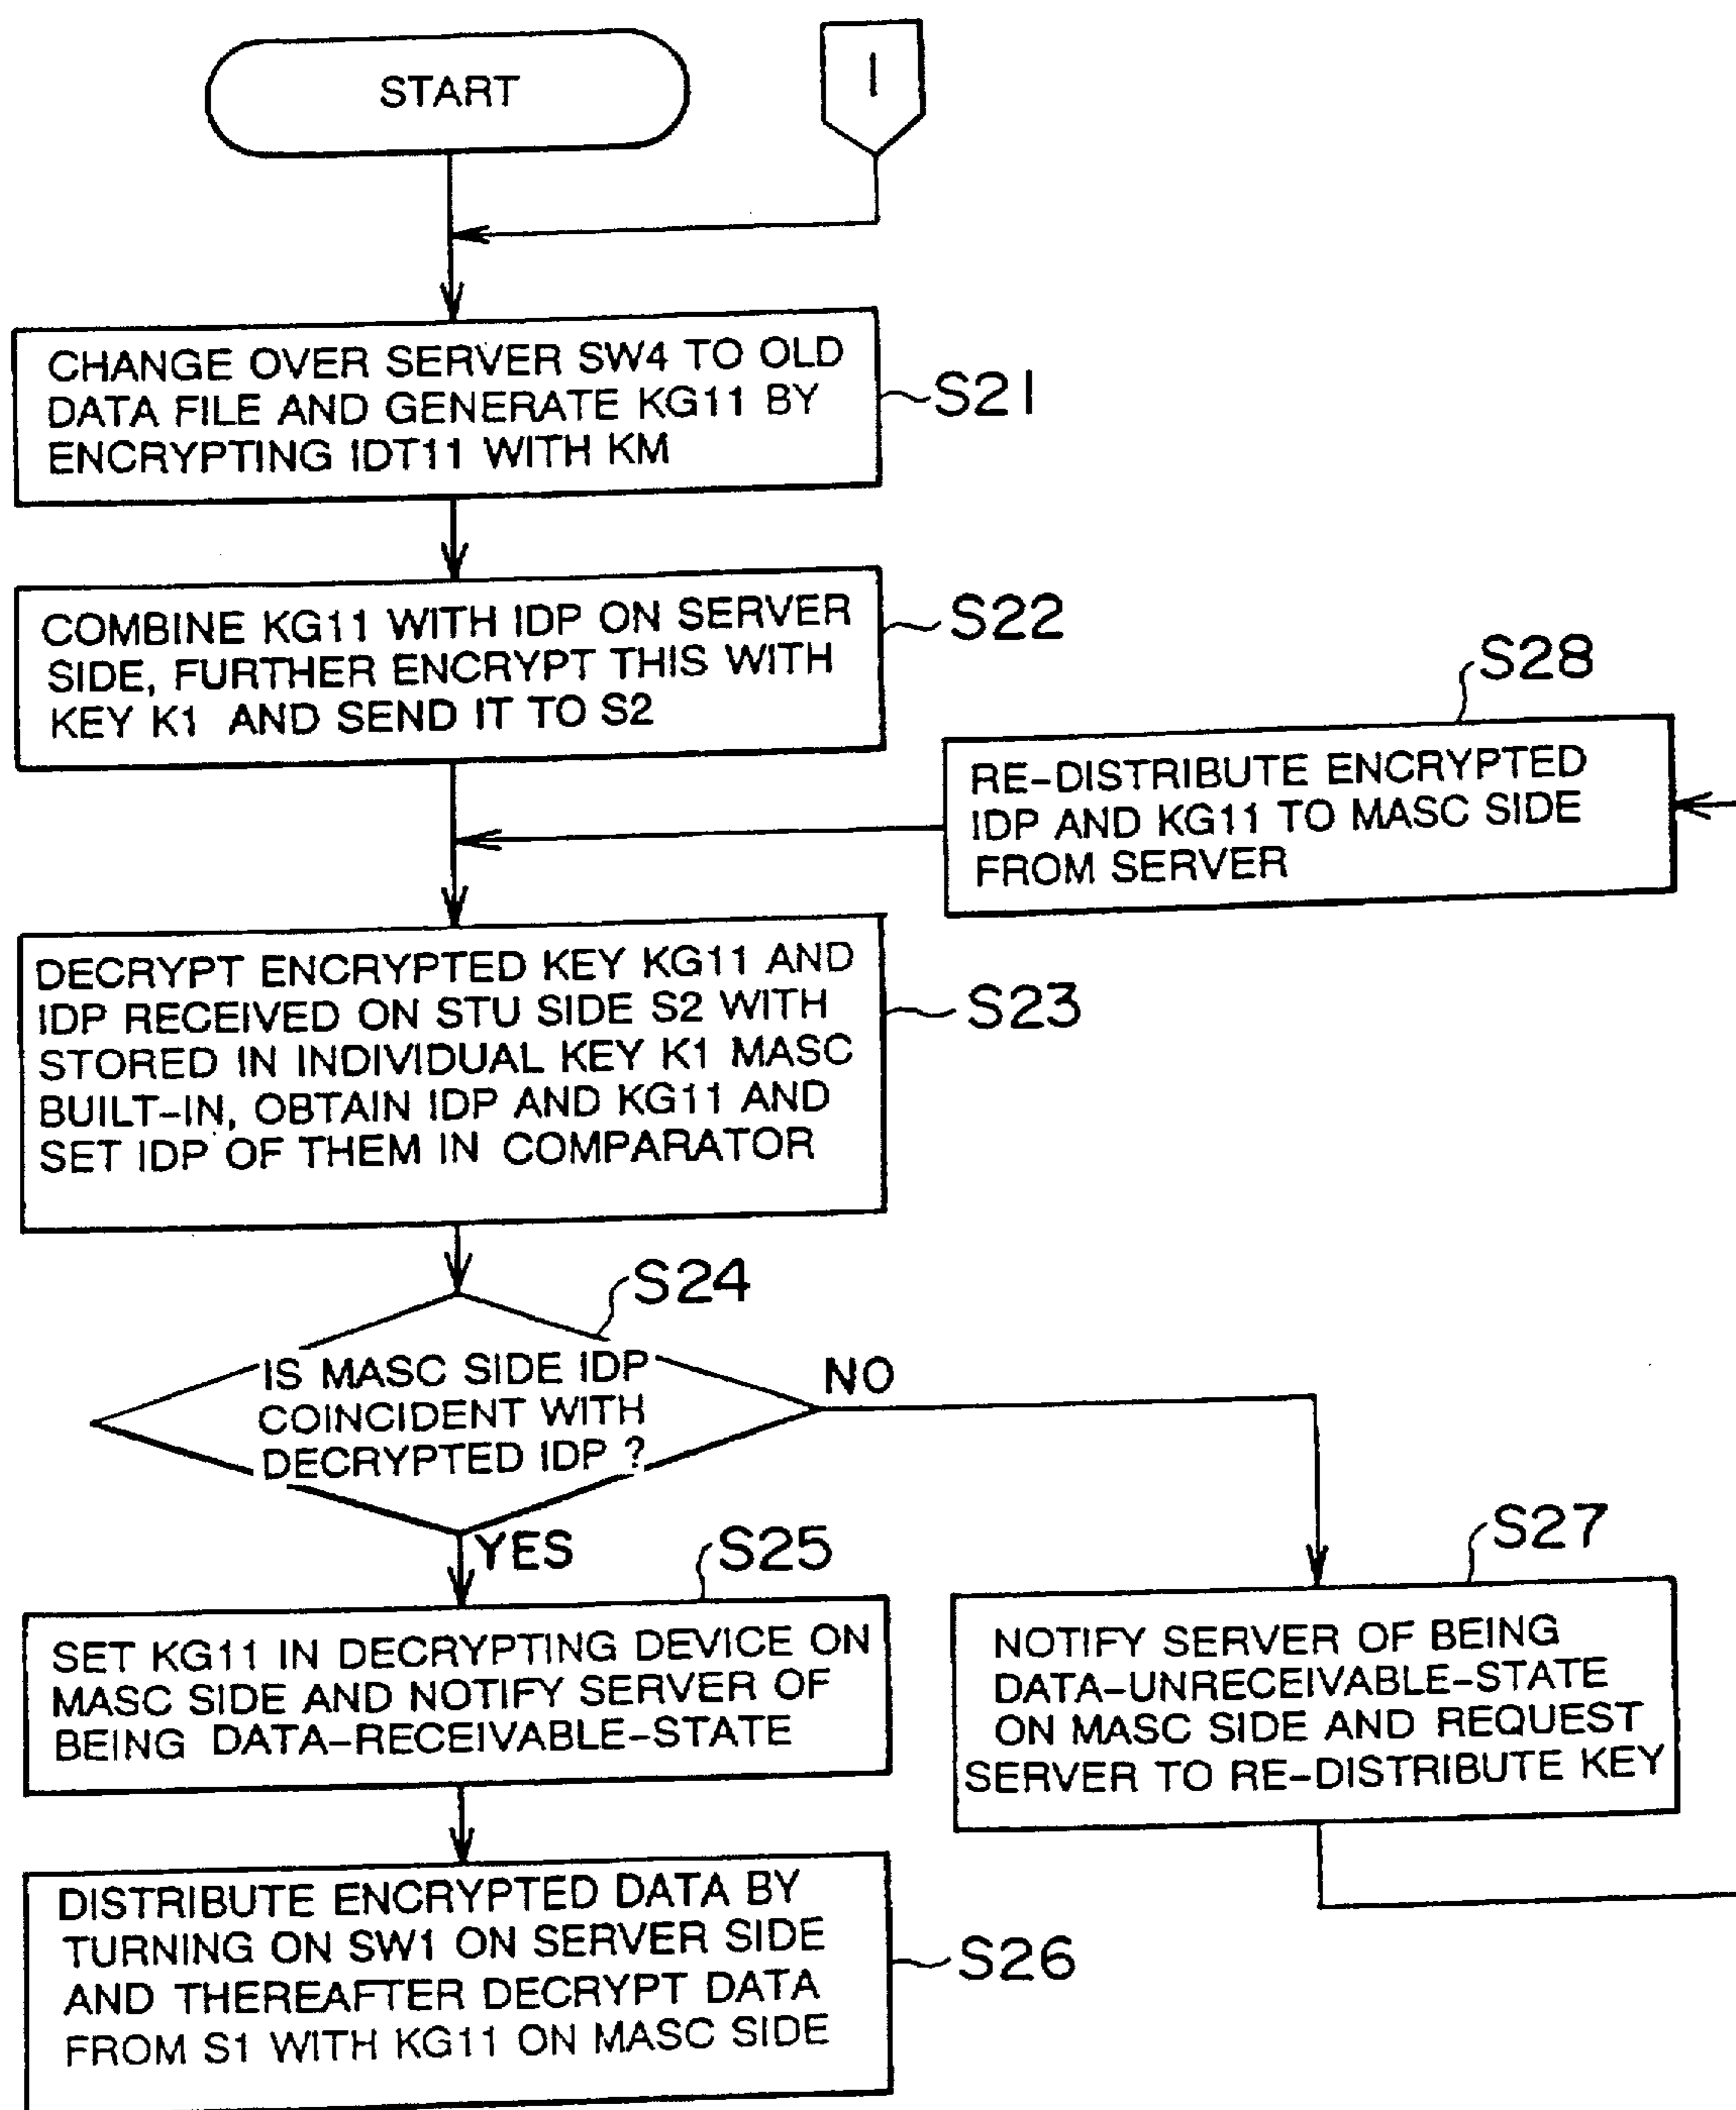 START
I
CHANGE OVER SERVER SW4 TO OLD
DATA FILE AND GENERATE KG11 BY
ENCRYPTING IDT11 WITH KM
S21
COMBINE KG11 WITH IDP ON SERVER
SIDE, FURTHER ENCRYPT THIS WITH
KEY K1 AND SEND IT TO S2
S22
S28
RE-DISTRIBUTE ENCRYPTED
IDP AND KG11 TO MASC SIDE
FROM SERVER
DECRYPT ENCRYPTED KEY KG11 AND
IDP RECEIVED ON STU SIDE S2 WITH
STORED IN INDIVIDUAL KEY K1 MASC
BUILT-IN, OBTAIN IDP AND KG11 AND
SET IDP OF THEM IN COMPARATOR
S23
S24
IS MASC SIDE IDP
COINCIDENT WITH
DECRYPTED IDP ?
NO
YES
S25
SET KG11 IN DECRYPTING DEVICE ON
MASC SIDE AND NOTIFY SERVER OF
BEING DATA-RECEIVABLE-STATE
S27
NOTIFY SERVER OF BEING
DATA-UNRECEIVABLE-STATE
ON MASC SIDE AND REQUEST
SERVER TO RE-DISTRIBUTE KEY
DISTRIBUTE ENCRYPTED DATA BY
TURNING ON SW1 ON SERVER SIDE
AND THEREAFTER DECRYPT DATA
FROM S1 WITH KG11 ON MASC SIDE
S26